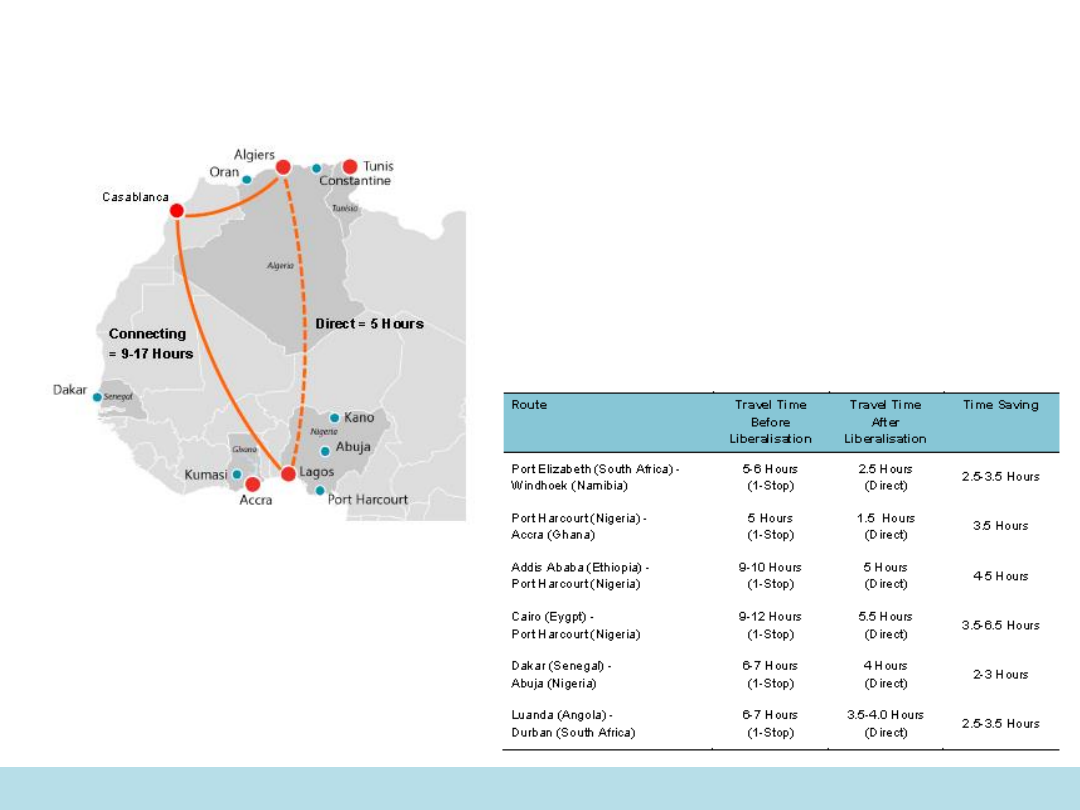 Algiers
Oran
Tunis
Constantine
Casablanca
Tunisia
Algeria
Direct = 5 Hours
Connecting
= 9-17 Hours
Dakar
Senegal
Kano
Nigeria
Abuja
Ghana
Kumasi
Lagos
Accra
Port Harcourt
Route Travel Time Travel Time Time Saving
Before After
Liberalisation Liberalisation
Port Elizabeth (South Africa) - 5-6 Hours 2.5 Hours 2.5-3.5 Hours
Windhoek (Namibia) (1-Stop) (Direct)
Port Harcourt (Nigeria) - 5 Hours 1.5 Hours 3.5 Hours
Accra (Ghana) (1-Stop) (Direct)
Addis Ababa (Ethiopia) - 9-10 Hours 5 Hours 4-5 Hours
Port Harcourt (Nigeria) (1-Stop) (Direct)
Cairo (Eygpt) - 9-12 Hours 5.5 Hours 3.5-6.5 Hours
Port Harcourt (Nigeria) (1-Stop) (Direct)
Dakar (Senegal) - 6-7 Hours 4 Hours 2-3 Hours
Abuja (Nigeria) (1-Stop) (Direct)
Luanda (Angola) - 6-7 Hours 3.5-4.0 Hours 2.5-3.5 Hours
Durban (South Africa) (1-Stop) (Direct)